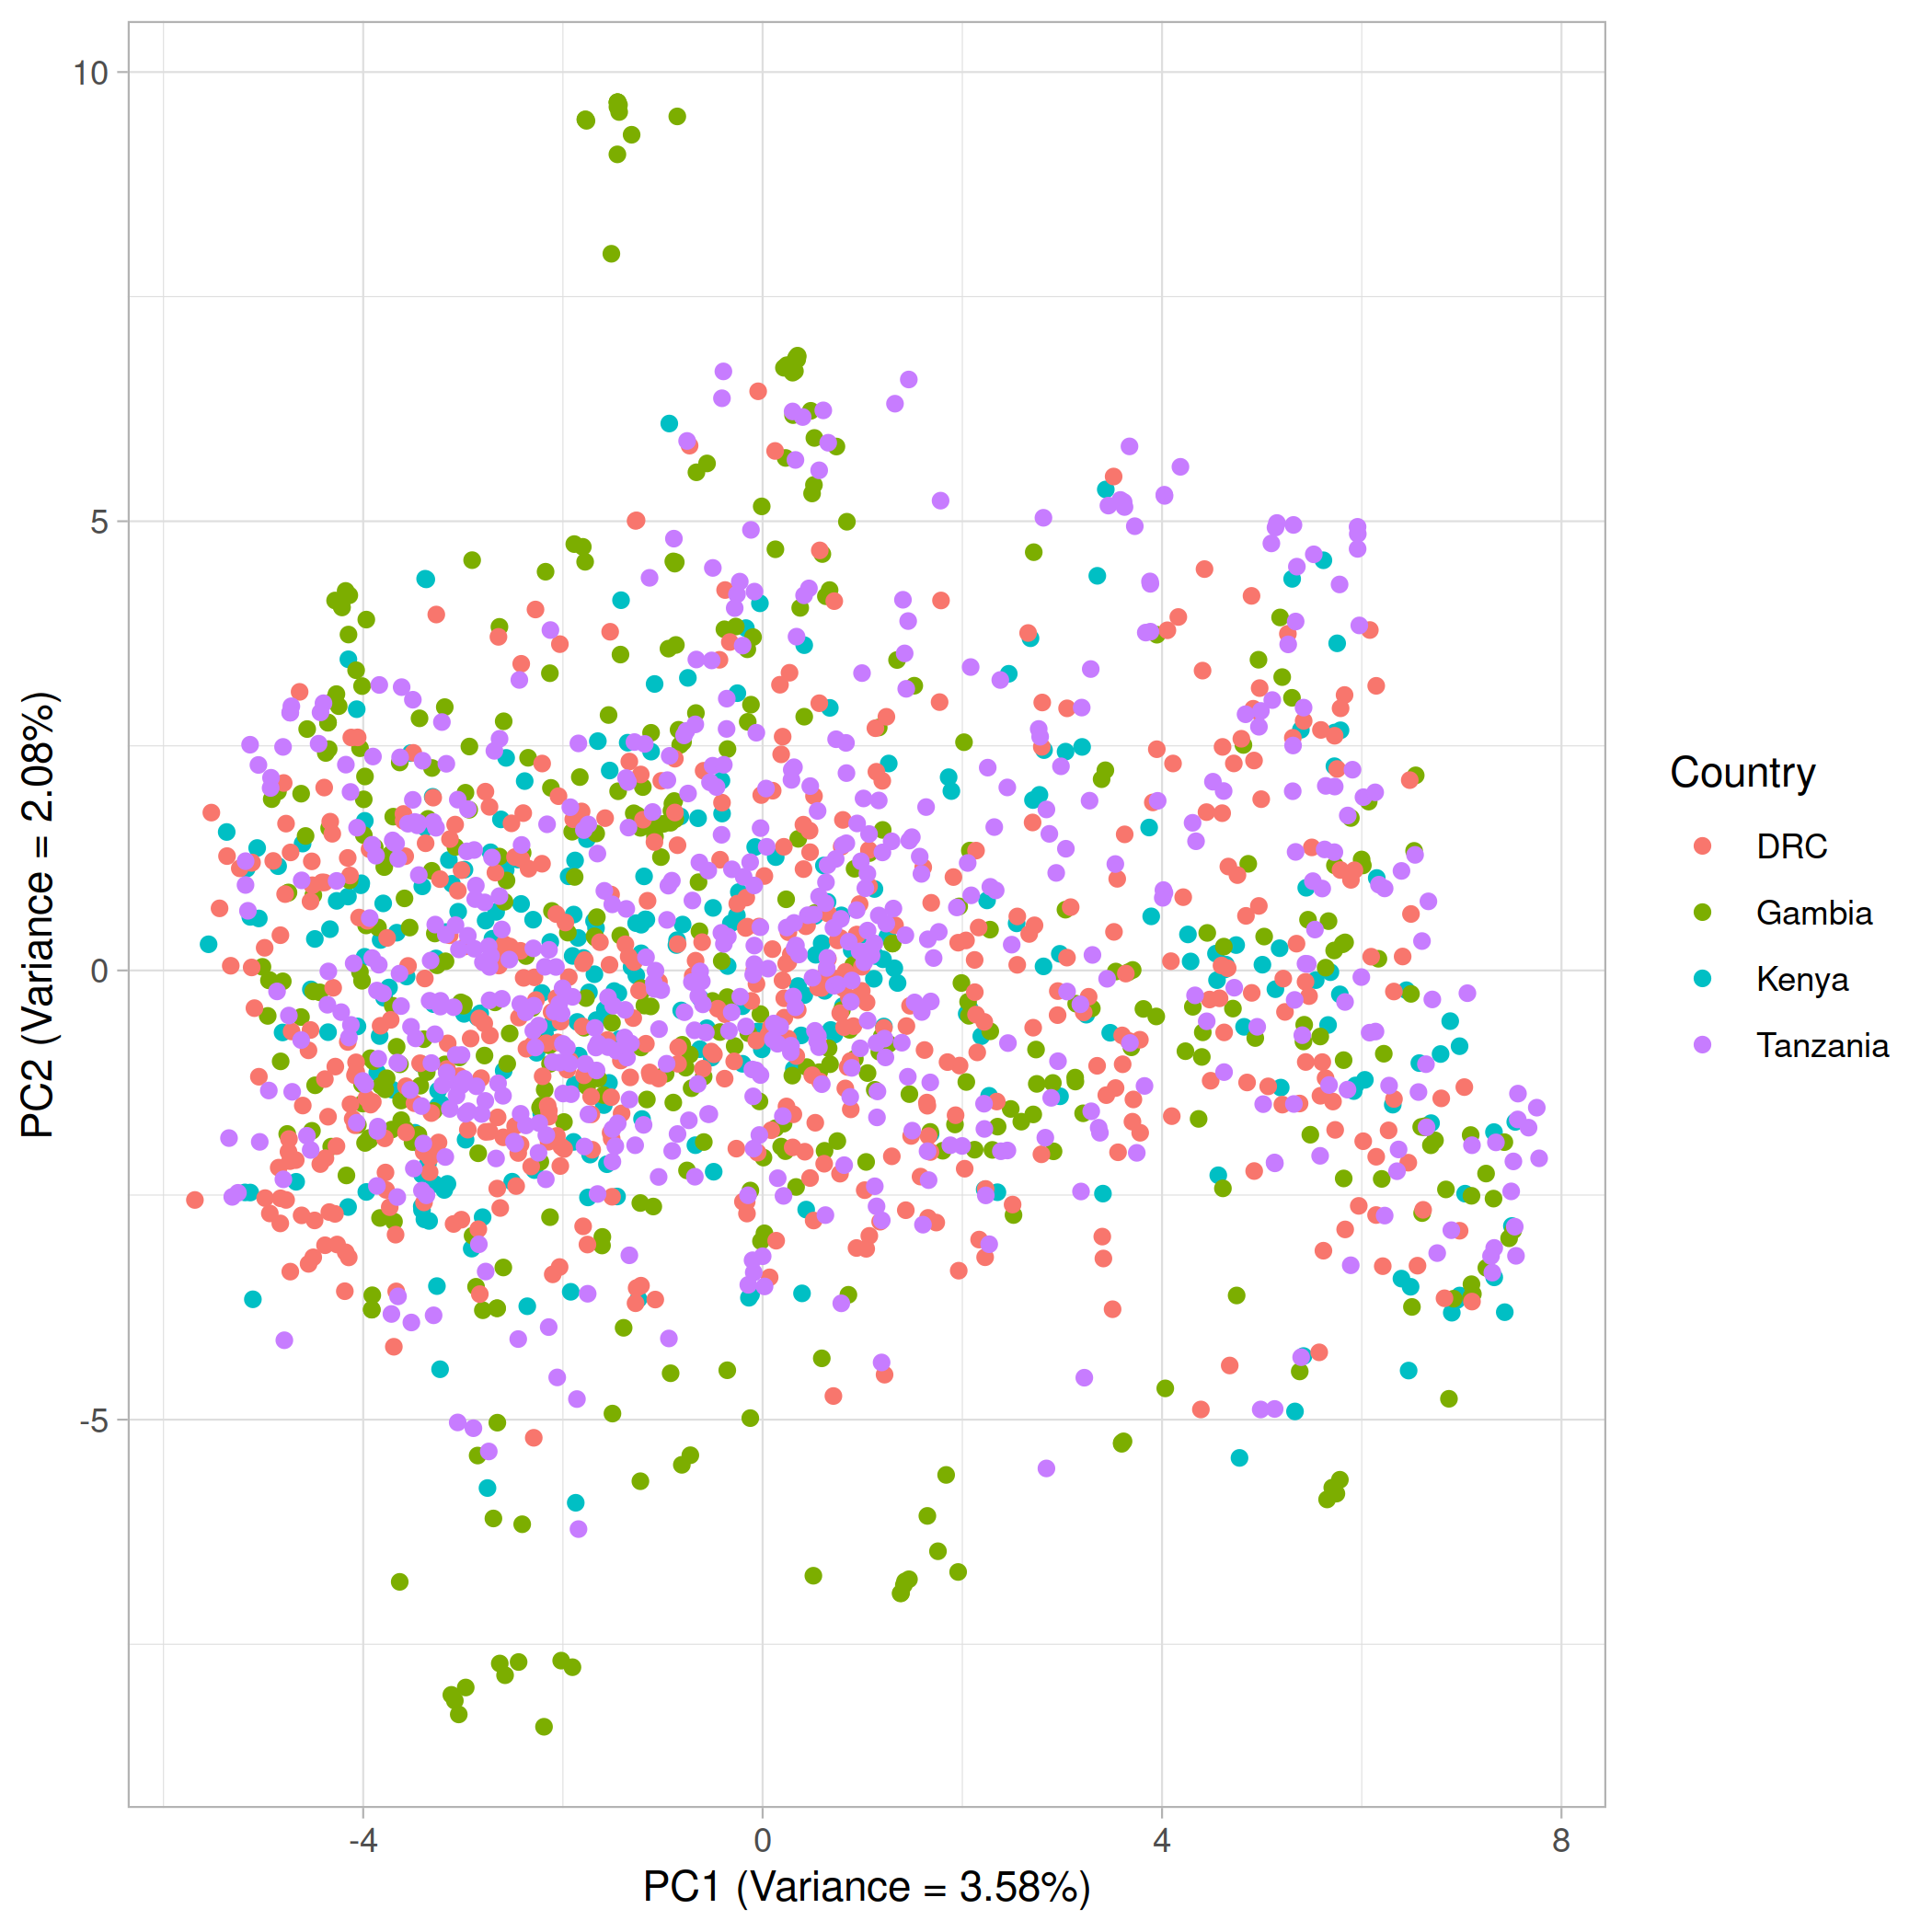 10
5
0
-5
PC2 (Variance = 2.08%)
-4 0 4 8
PC1 (Variance = 3.58%)
Country
DRC
Gambia
Kenya
Tanzania